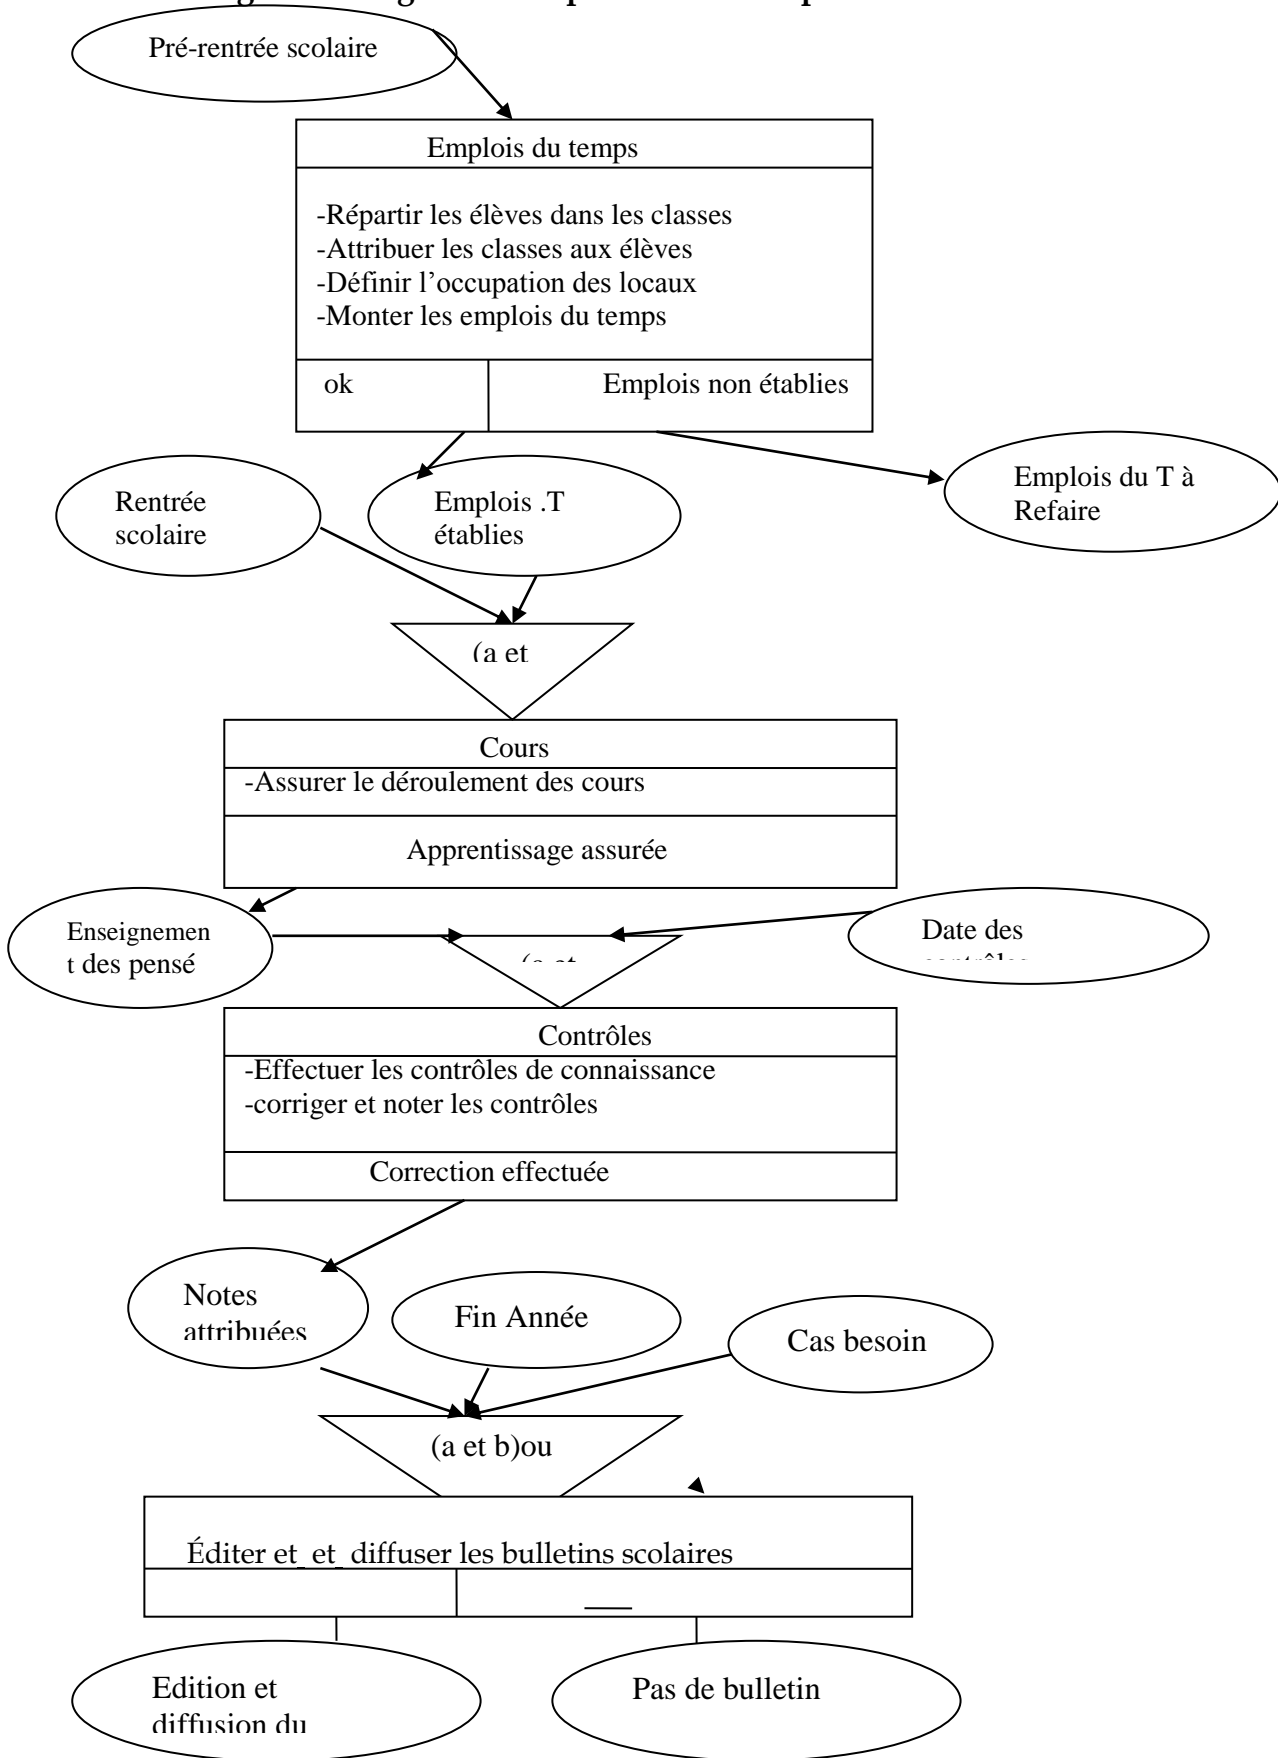 Pré-rentrée scolaire
Emplois du temps
-Répartir les élèves dans les classes
-Attribuer les classes aux élèves
-Définir l’occupation des locaux
-Monter les emplois du temps
ok
Emplois non établies
Rentrée
scolaire
Emplois .T
établies
Emplois du T à
Refaire
(a et
Cours
-Assurer le déroulement des cours
Apprentissage assurée
Enseignemen
t des pensé
Date des
Contrôles
-Effectuer les contrôles de connaissance
-corriger et noter les contrôles
Correction effectuée
Notes
attribuées
Fin Année
Cas besoin
(a et b)ou
Éditer et_et_diffuser les bulletins scolaires
Edition et
diffusion du
Pas de bulletin